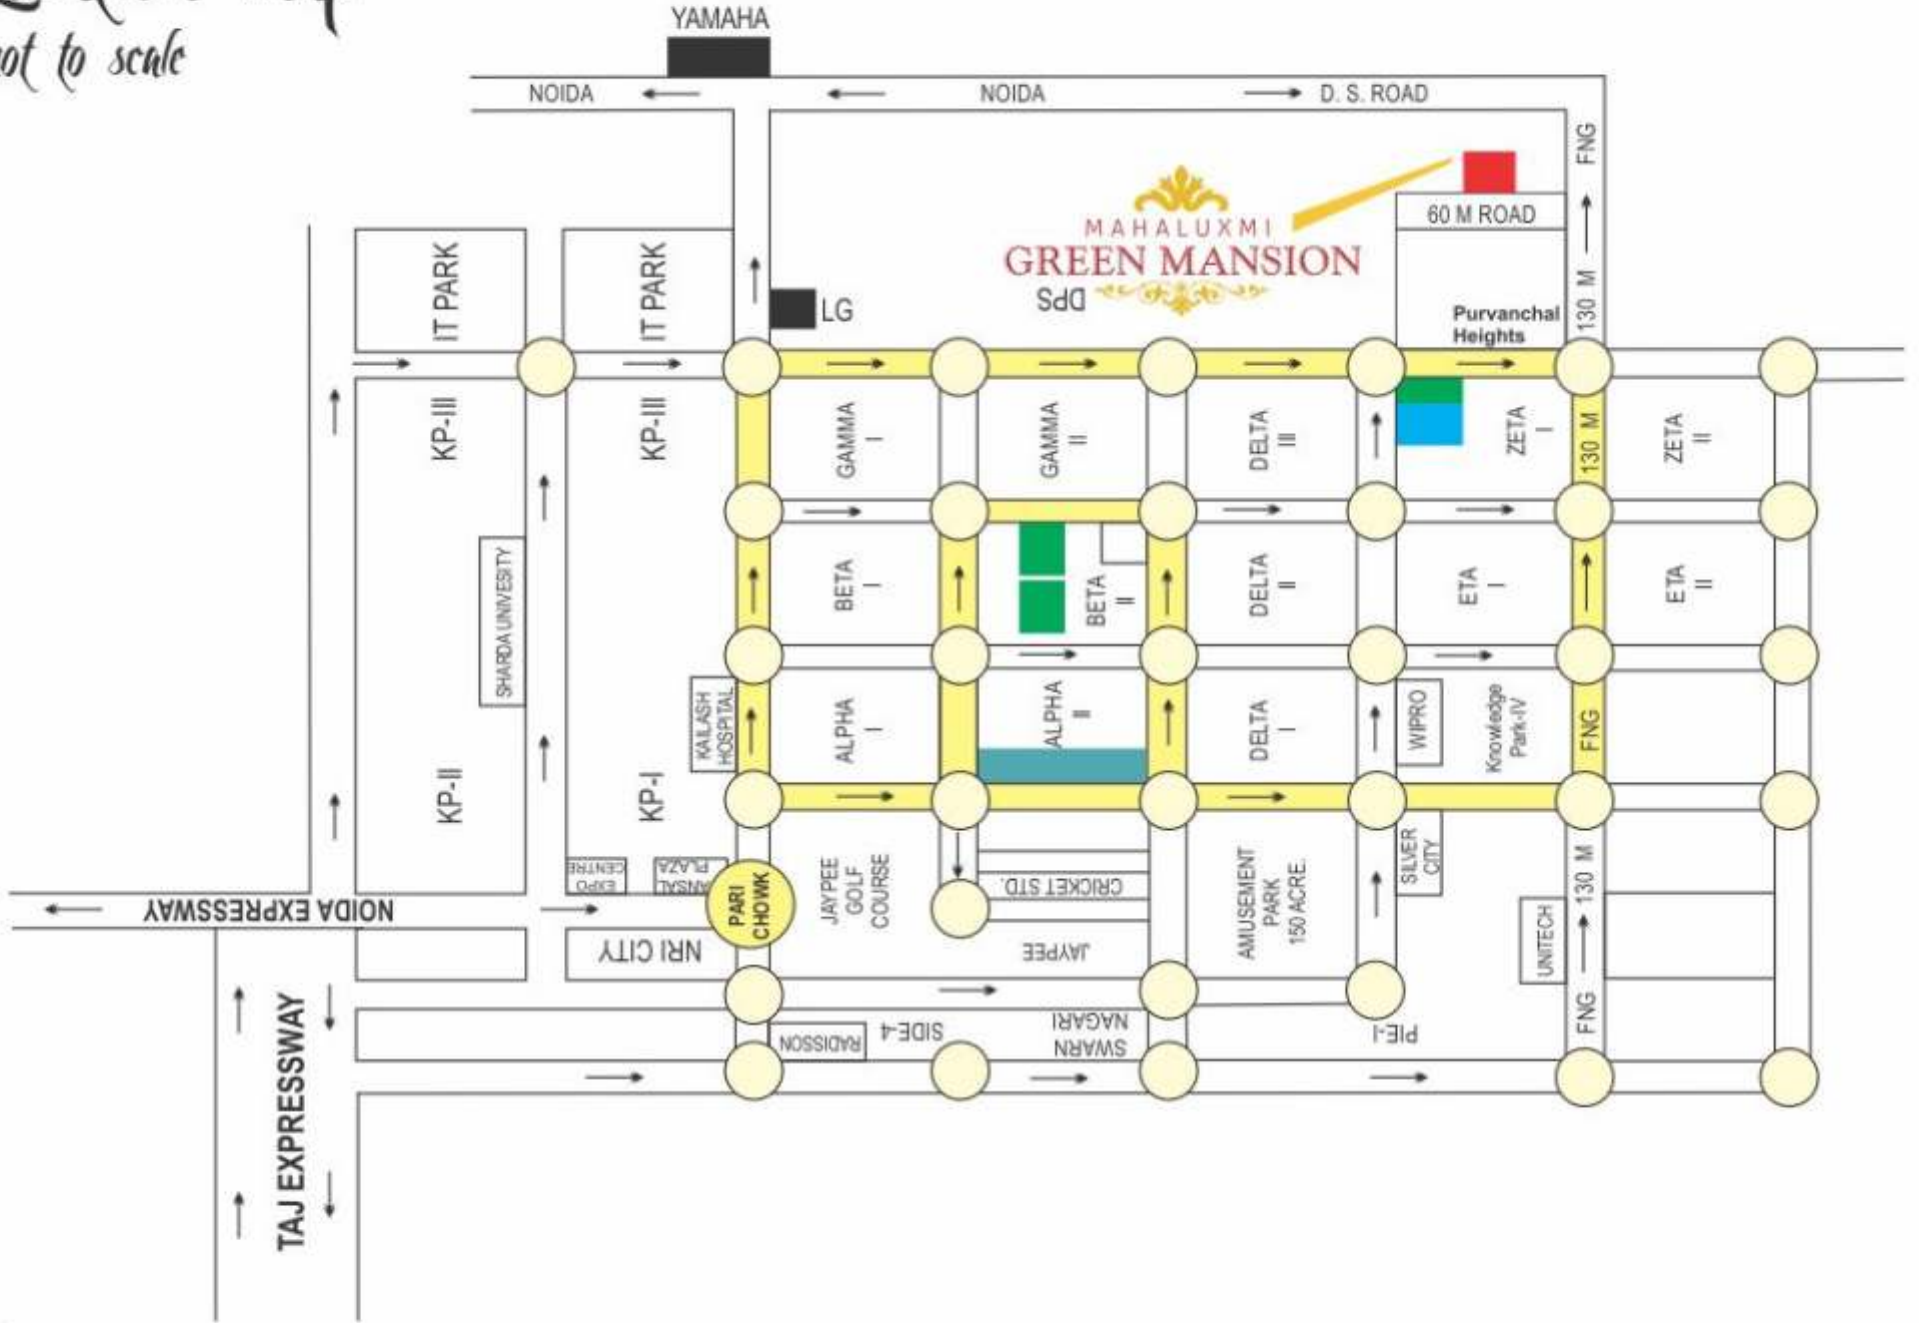 not to scale
YAMAHA
NOIDA
NOIDA
D. S. ROAD
FNG
130 M
MAHALUXMI
GREEN MANSION
60 M ROAD
DPS
LG
IT PARK
IT PARK
Purvanchal
Heights
KP-III
KP-III
GAMMA
I
GAMMA
II
DELTA
III
ZETA
I
130 M
ZETA
II
SHARDA UNIVESITY
BETA
I
BETA
II
DELTA
II
ETA
I
ETA
II
KAILASH
HOSPITAL
ALPHA
I
ALPHA
II
DELTA
I
WIPRO
Knowledge
Park-IV
FNG
KP-II
KP-I
EXPO
CENTRE
ANSAL
PLAZA
PARI
CHOWK
JAYPEE
GOLF
COURSE
CRICKET STD.
JAYPEE
AMUSEMENT
PARK
150 ACRE.
SILVER
CITY
UNITECH
130 M
FNG
NOIDA EXPRESSWAY
NRI CITY
RADISSON
SIDE-4
SWARN
NAGARI
PIE-I
TAJ EXPRESSWAY